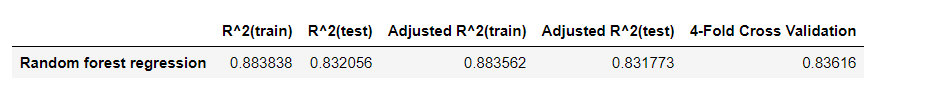 R^2(train) R^2(test) Adjusted R^2(train) Adjusted R^2(test) 4-Fold Cross Validation
Random forest regression 0.883838 0.832056 0.883562 0.831773 0.83616